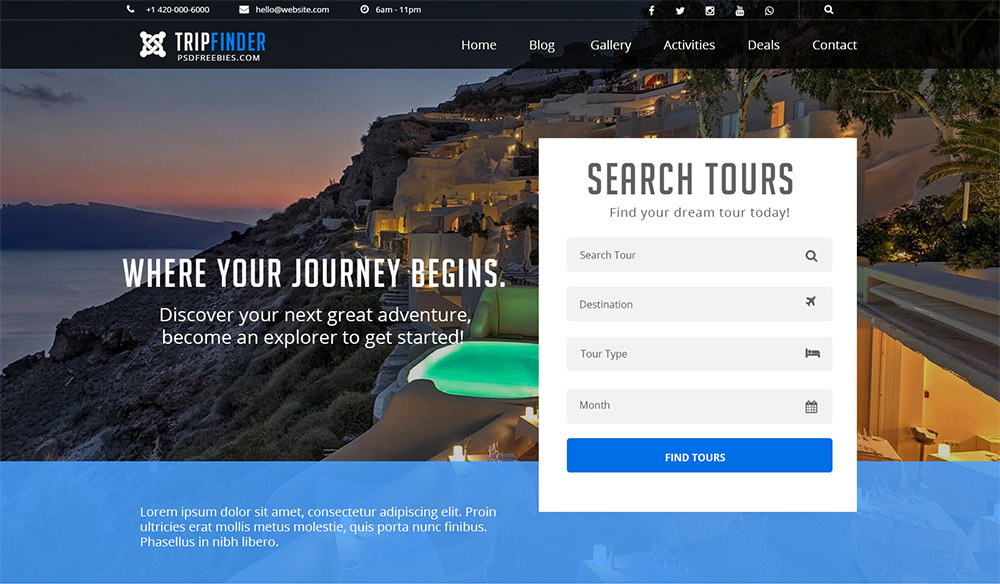 +1 420-000-6000 hello@website.com 6am - 11pm
TRIPFINDER
PSDFREEBIES.COM
Home Blog Gallery Activities Deals Contact
WHERE YOUR JOURNEY BEGINS.
Discover your next great adventure,
become an explorer to get started!
SEARCH TOURS
Find your dream tour today!
Search Tour
Destination
Tour Type
Month
FIND TOURS
Lorem ipsum dolor sit amet, consectetur adipiscing elit. Proin
ultricies erat mollis metus molestie, quis porta nunc finibus.
Phasellus in nibh libero.